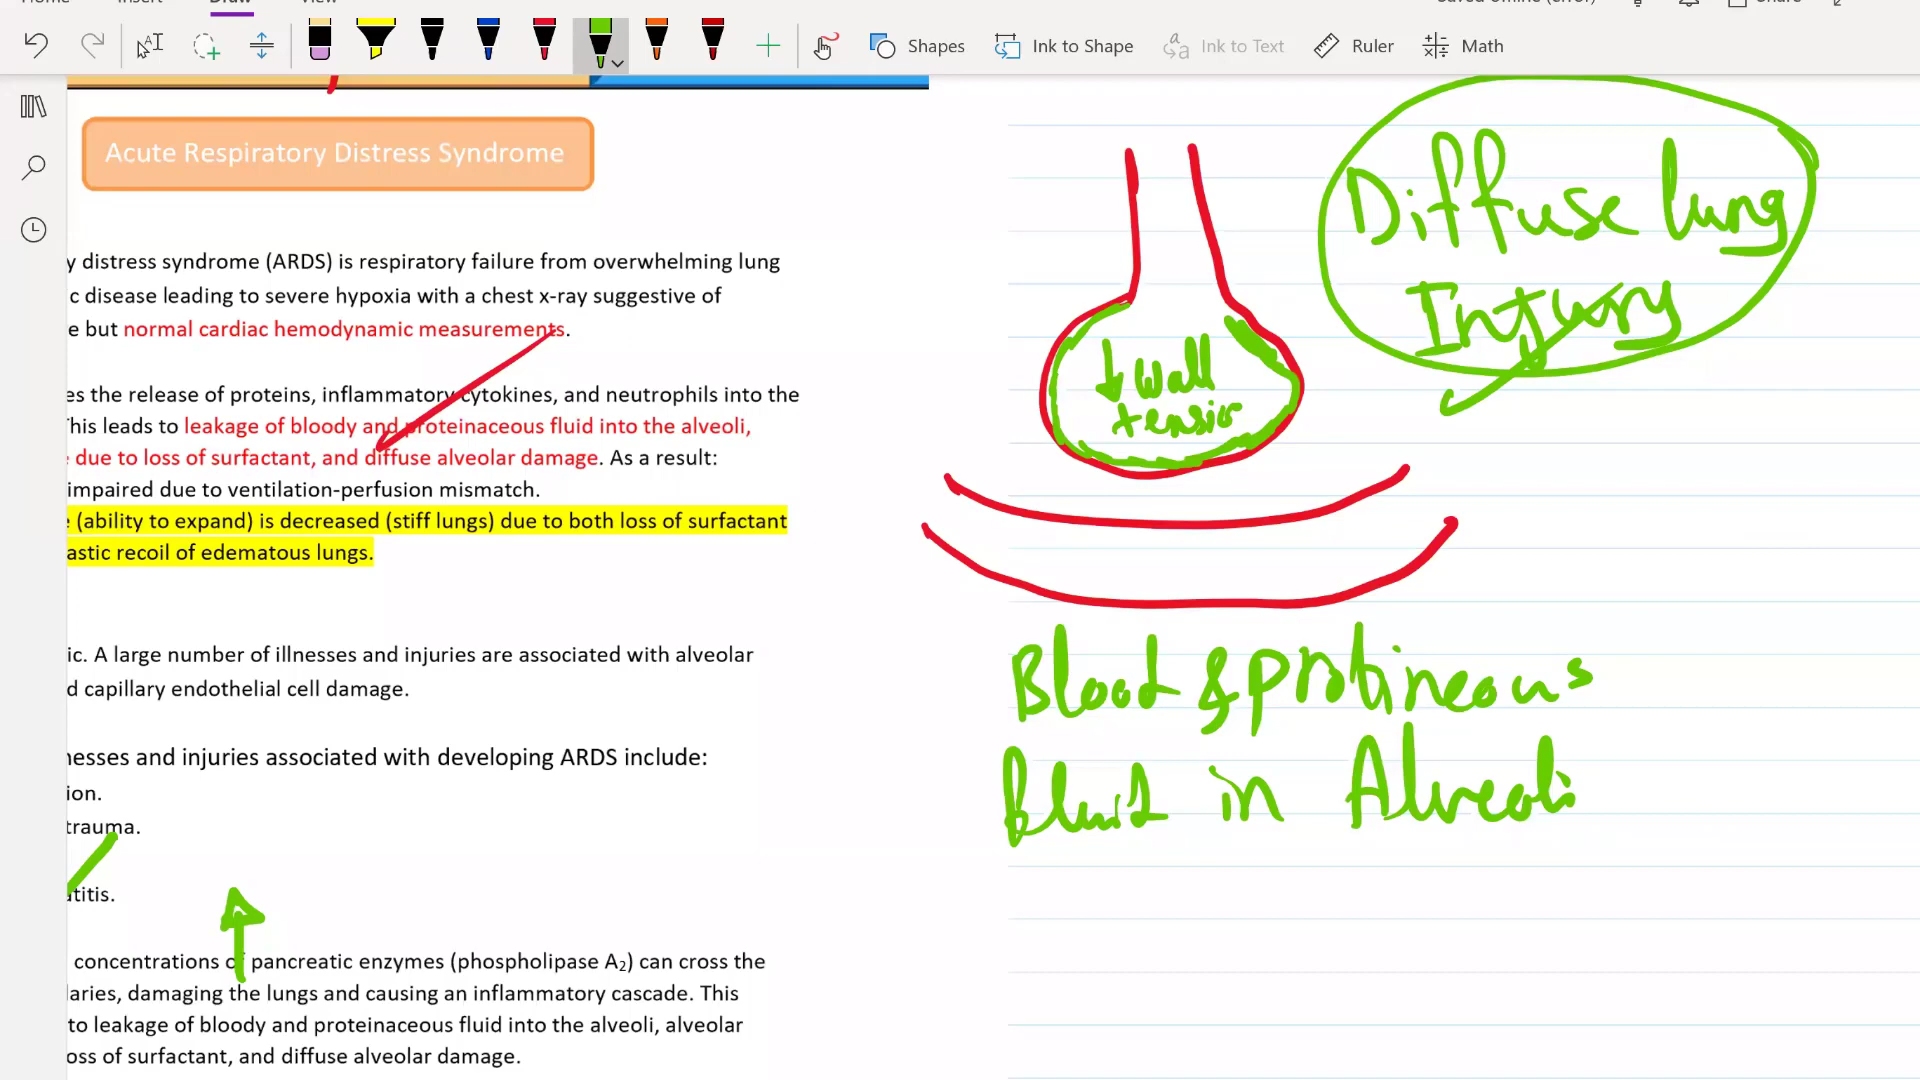 Home Insert Draw View
Shapes Ink to Shape Ink to Text Ruler Math
Acute Respiratory Distress Syndrome
y distress syndrome (ARDS) is respiratory failure from overwhelming lung
c disease leading to severe hypoxia with a chest x-ray suggestive of
e but normal cardiac hemodynamic measurements.
es the release of proteins, inflammatory cytokines, and neutrophils into the
This leads to leakage of bloody and proteinaceous fluid into the alveoli,
due to loss of surfactant, and diffuse alveolar damage. As a result:
impaired due to ventilation-perfusion mismatch.
e (ability to expand) is decreased (stiff lungs) due to both loss of surfactant
astic recoil of edematous lungs.
ic. A large number of illnesses and injuries are associated with alveolar
d capillary endothelial cell damage.
nesses and injuries associated with developing ARDS include:
ion.
trauma.
atitis.
concentrations of pancreatic enzymes (phospholipase A2) can cross the
laries, damaging the lungs and causing an inflammatory cascade. This
to leakage of bloody and proteinaceous fluid into the alveoli, alveolar
oss of surfactant, and diffuse alveolar damage.
Diffuse lung
Injury
↓ Wall
tension
Blood & protineous
fluid in Alveoli